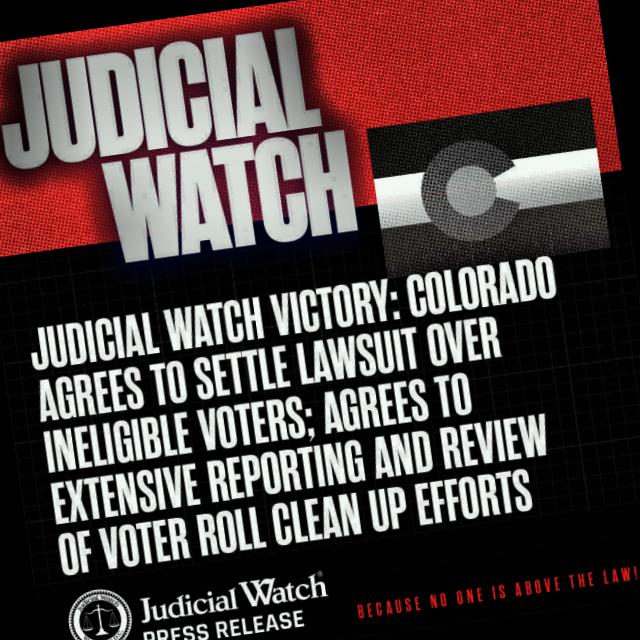 JUDICIAL
WATCH
JUDICIAL WATCH VICTORY: COLORADO
AGREES TO SETTLE LAWSUIT OVER
INELIGIBLE VOTERS; AGREES TO
EXTENSIVE REPORTING AND REVIEW
OF VOTER ROLL CLEAN UP EFFORTS
Judicial Watch®
PRESS RELEASE
BECAUSE NO ONE IS ABOVE THE LAW!